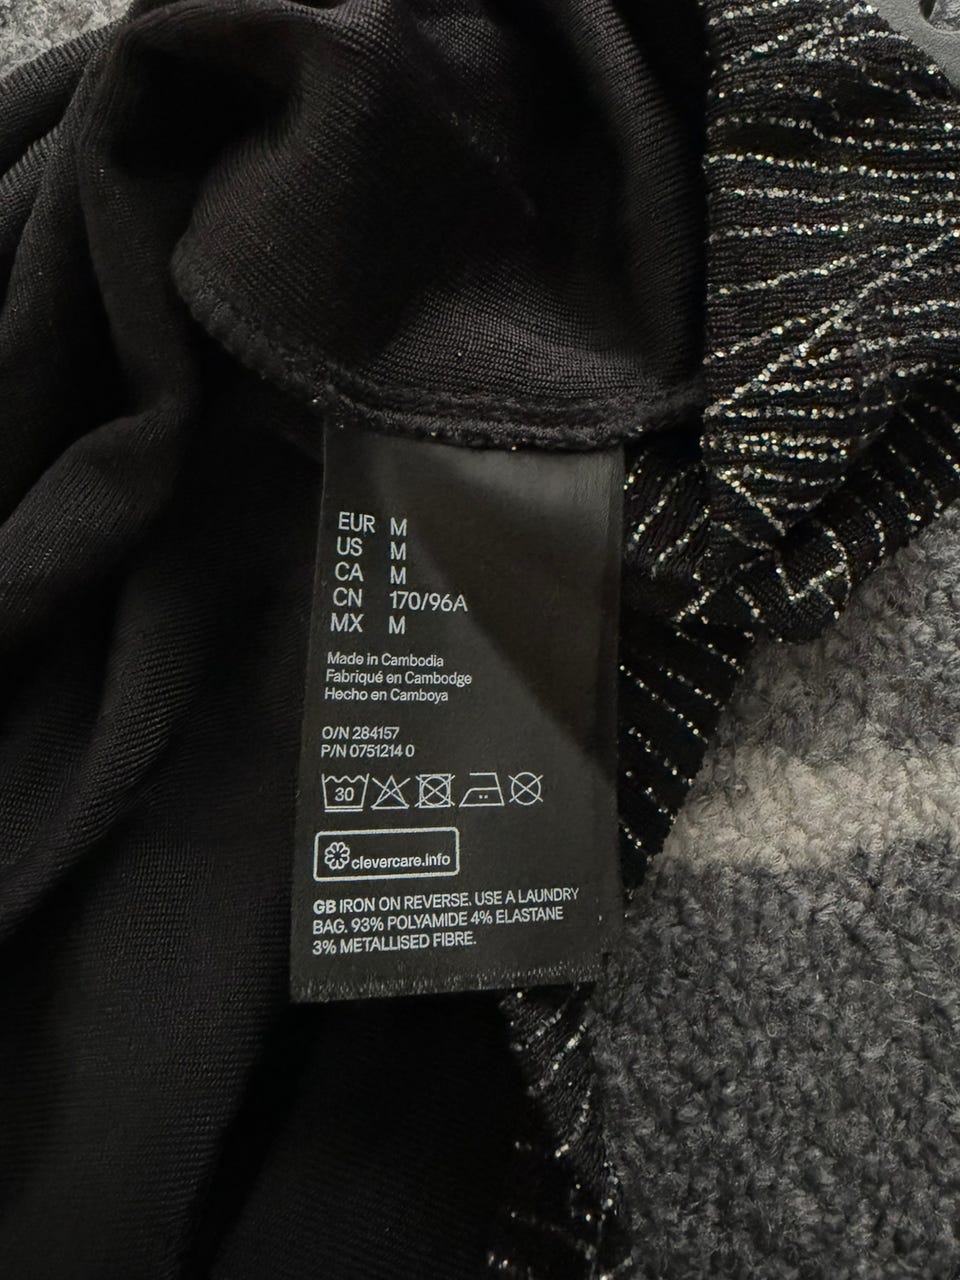 EUR M
US M
CA M
CN 170/96A
MX M
Made in Cambodia
Fabriqué en Cambodge
Hecho en Camboya
O/N 284157
P/N 0751214 0
30
clevercare.info
GB IRON ON REVERSE. USE A LAUNDRY
BAG. 93% POLYAMIDE 4% ELASTANE
3% METALLISED FIBRE.